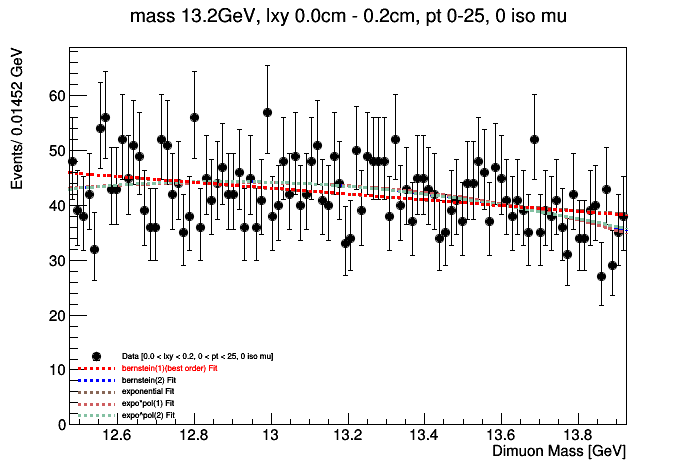 mass 13.2GeV, lxy 0.0cm - 0.2cm, pt 0-25, 0 iso mu
Events/ 0.01452 GeV
60
50
40
30
20
10
0
Data [0.0 < lxy < 0.2, 0 < pt < 25, 0 iso mu]
bernstein(1)(best order) Fit
bernstein(2) Fit
exponential Fit
expo*pol(1) Fit
expo*pol(2) Fit
12.6 12.8 13 13.2 13.4 13.6 13.8
Dimuon Mass [GeV]